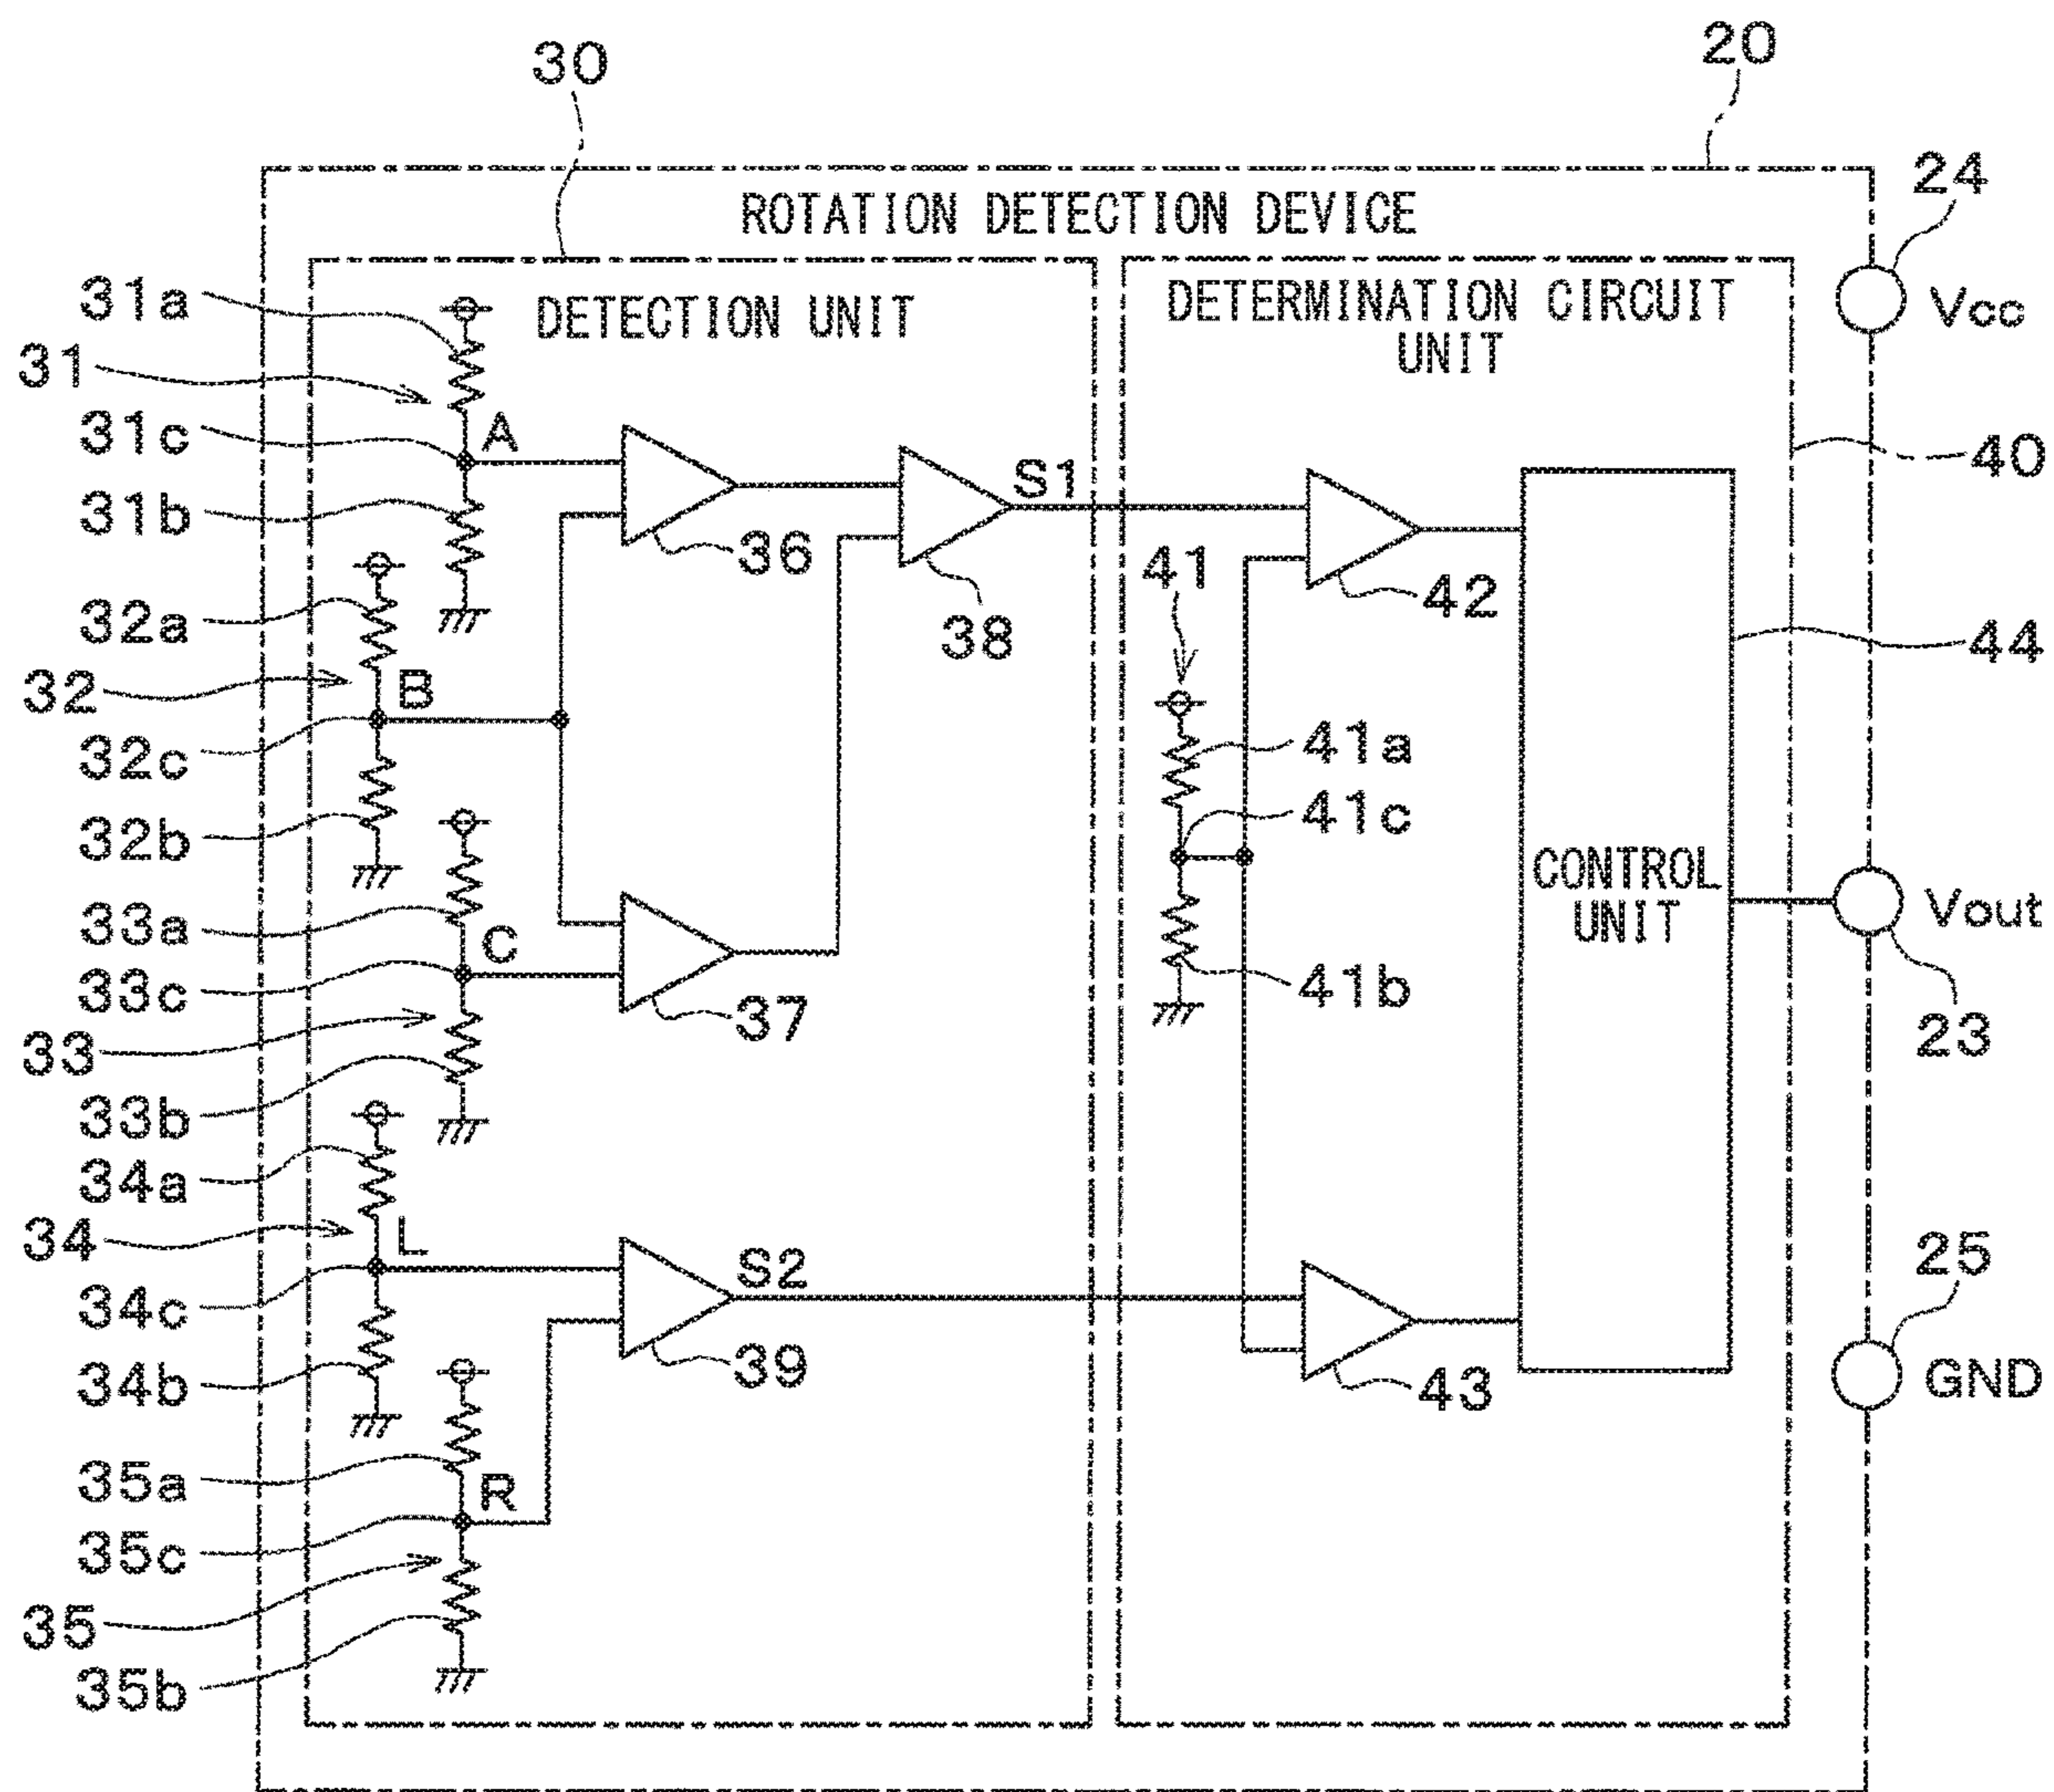 30
20
24
ROTATION DETECTION DEVICE
31a
DETECTION UNIT
DETERMINATION CIRCUIT
UNIT
Vcc
31
31c
A
S1
40
31b
36
41
42
32a
38
44
32
B
32c
41a
41c
32b
CONTROL
UNIT
Vout
33a
C
33c
41b
37
23
33
33b
34a
34
L
S2
25
34c
39
34b
43
GND
35a
R
35c
35
35b